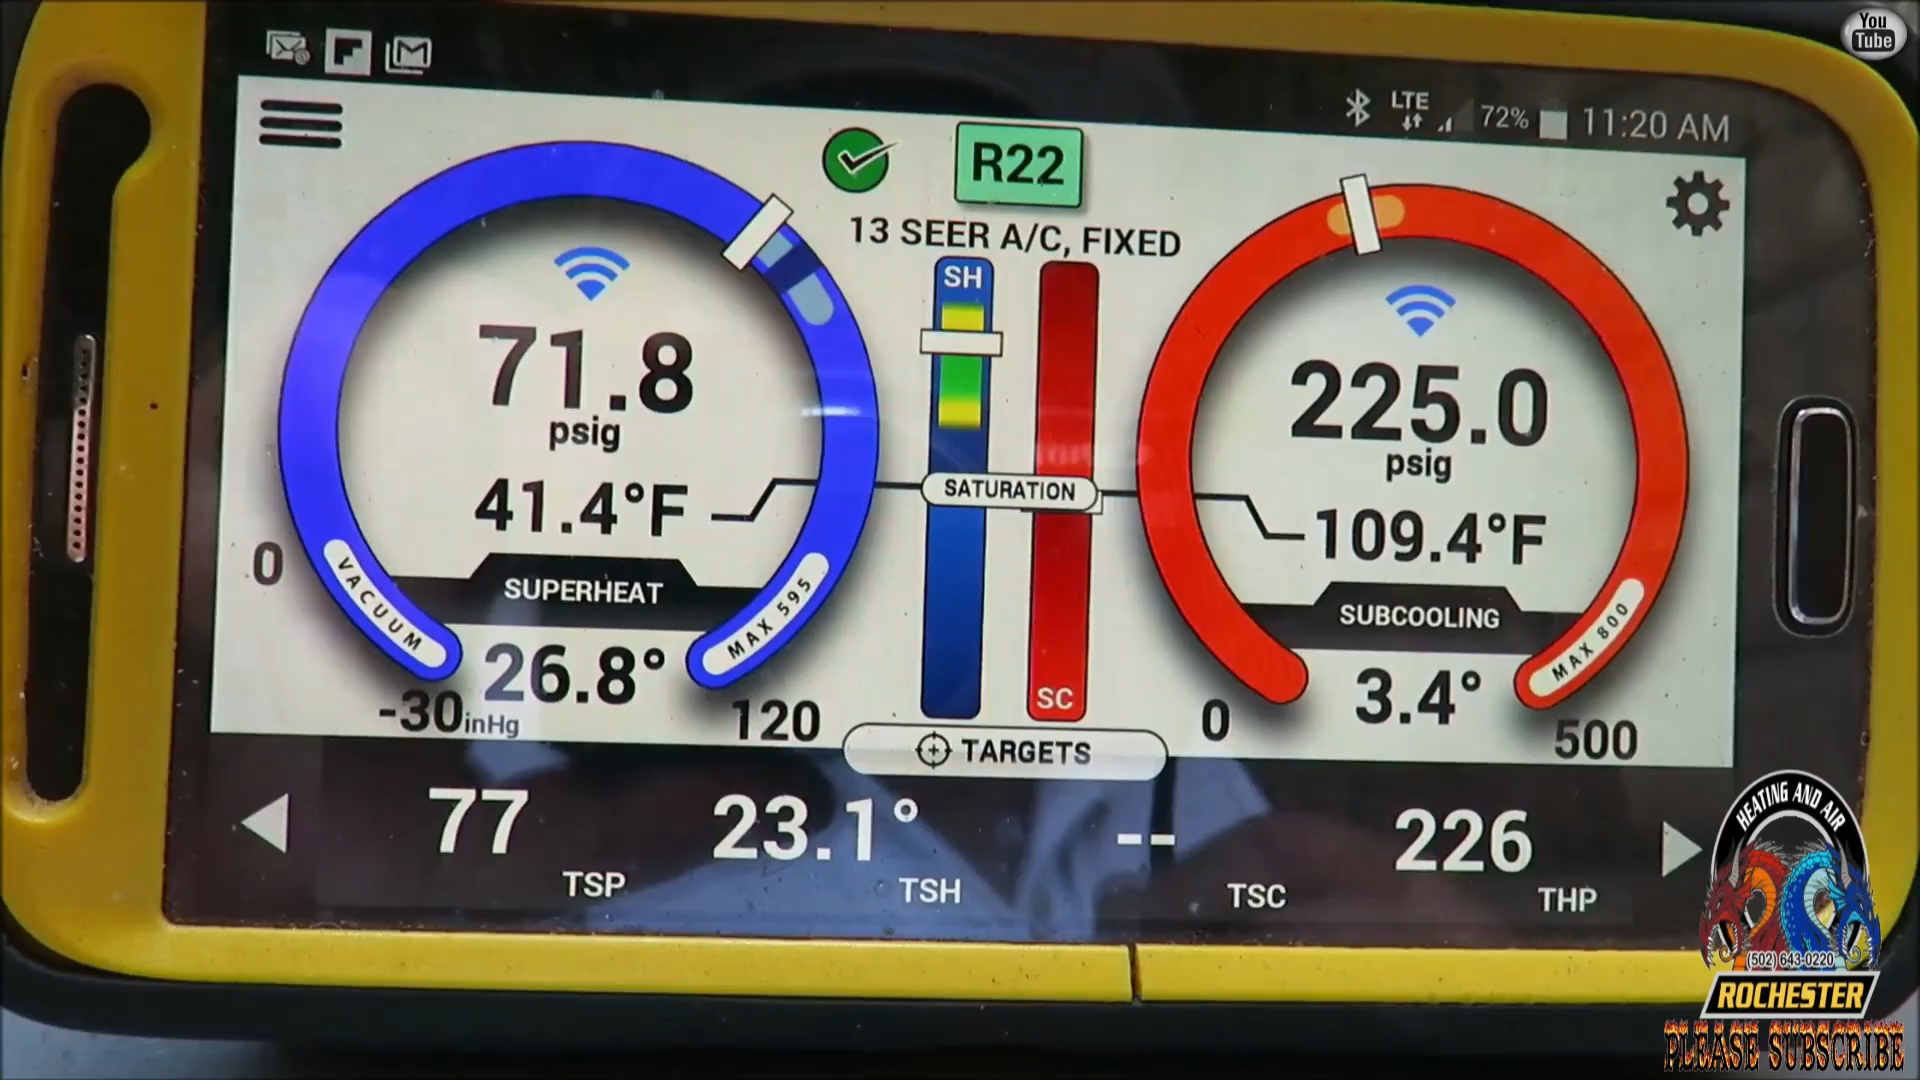 You
Tube
LTE
72%
11:20 AM
R22
13 SEER A/C, FIXED
SH
71.8
psig
41.4°F
225.0
psig
109.4°F
SATURATION
0
VACUUM
SUPERHEAT
MAX 595
SUBCOOLING
MAX 800
26.8°
SC
3.4°
-30inHg
120
0
500
TARGETS
77
TSP
23.1°
TSH
--
TSC
226
THP
HEATING AND AIR
(502) 643-0220
ROCHESTER
PLEASE SUBSCRIBE